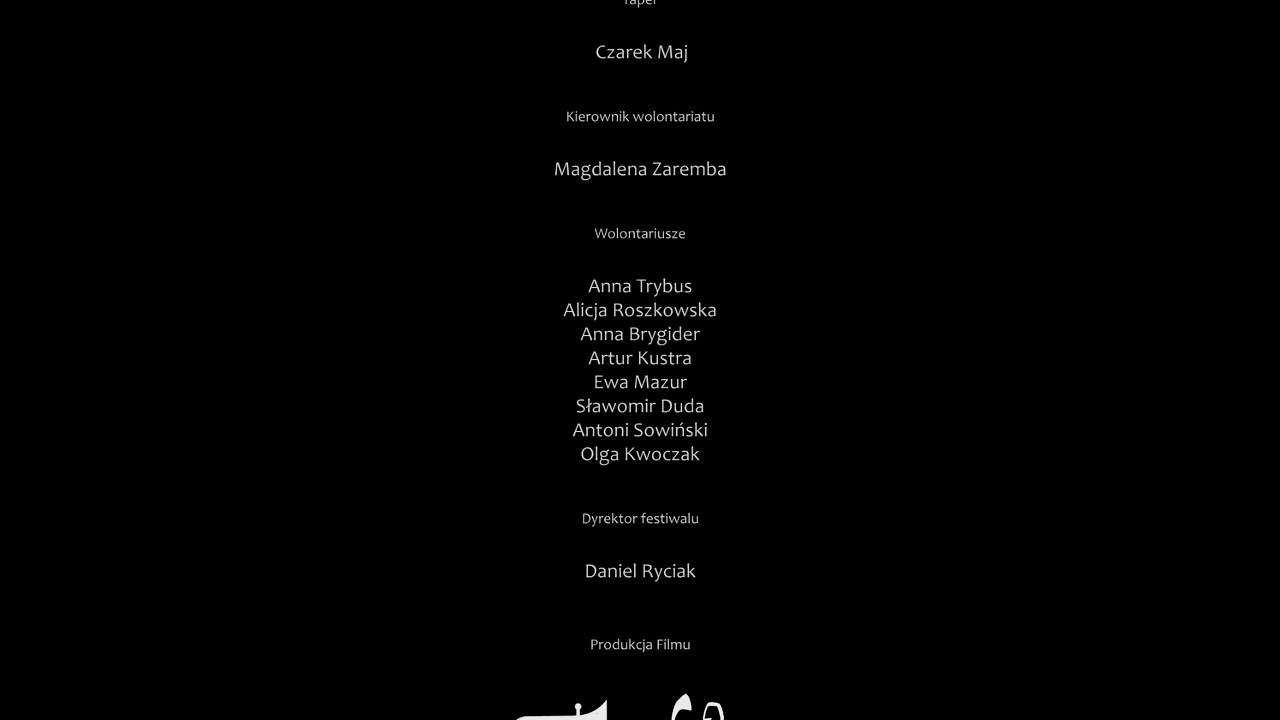 Taper
Czarek Maj
Kierownik wolontariatu
Magdalena Zaremba
Wolontariusze
Anna Trybus
Alicja Roszkowska
Anna Brygider
Artur Kustra
Ewa Mazur
Sławomir Duda
Antoni Sowiński
Olga Kwoczak
Dyrektor festiwalu
Daniel Ryciak
Produkcja Filmu